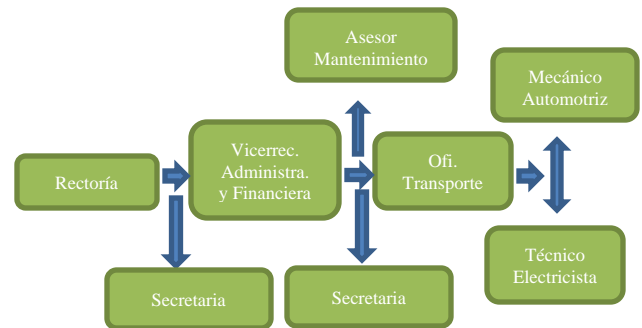 Asesor
Mantenimiento
Mecánico
Automotriz
Rectoría
Vicerrec.
Administra.
y Financiera
Ofi.
Transporte
Técnico
Electricista
Secretaria
Secretaria